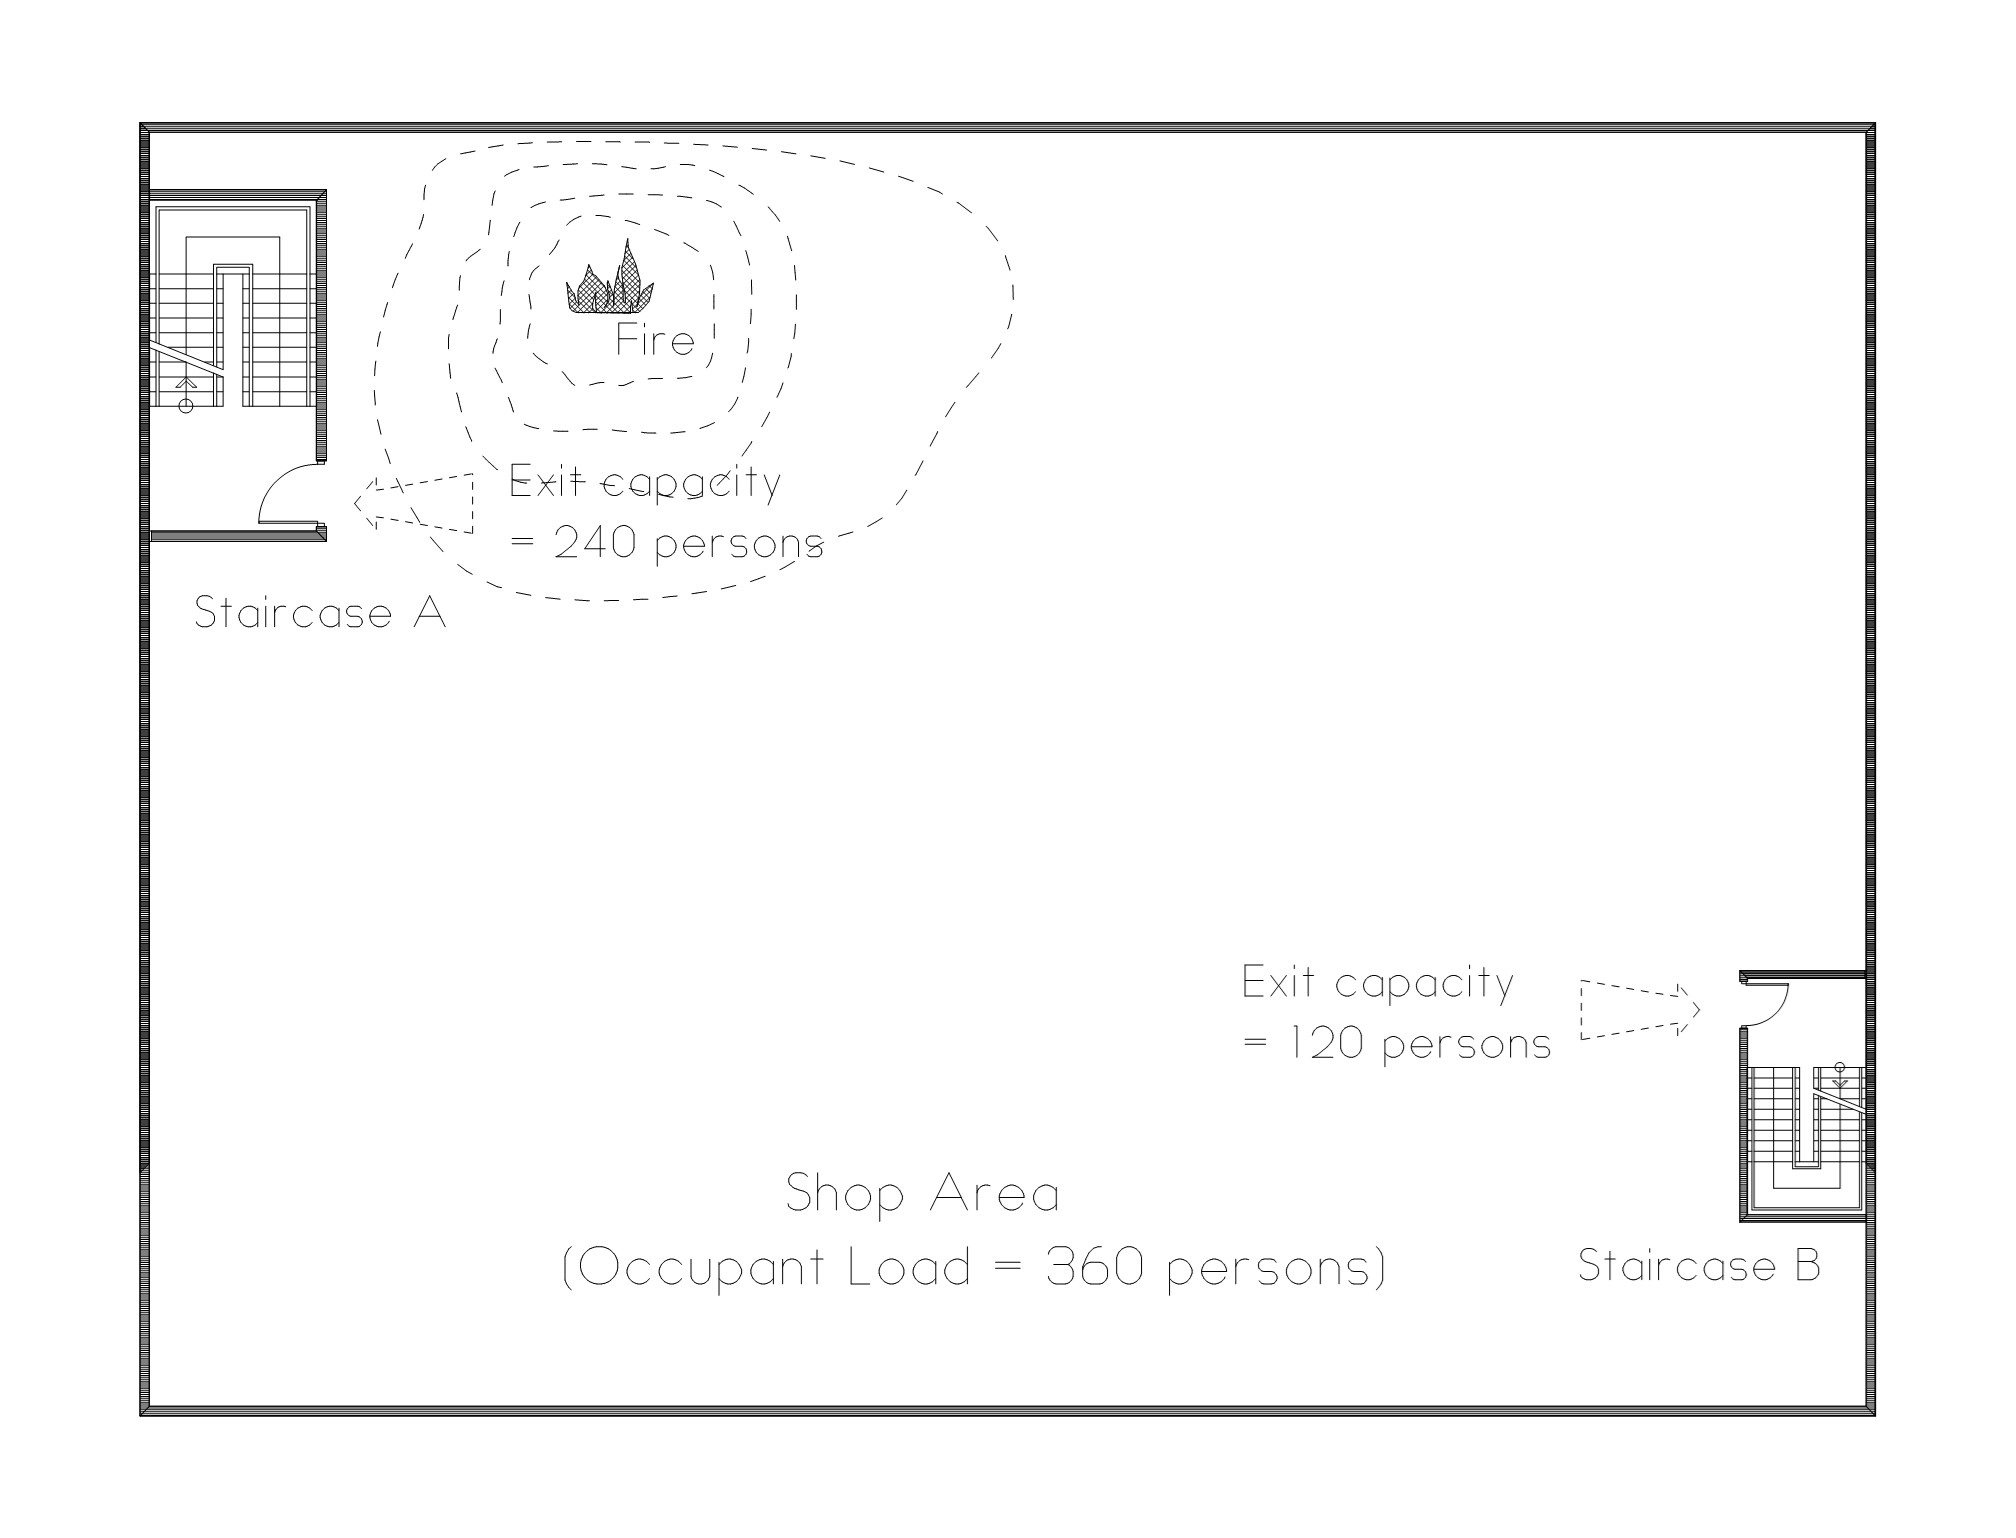 Fire
Exit capacity
= 240 persons
Staircase A
Exit capacity
= 120 persons
Shop Area
(Occupant Load = 360 persons)
Staircase B